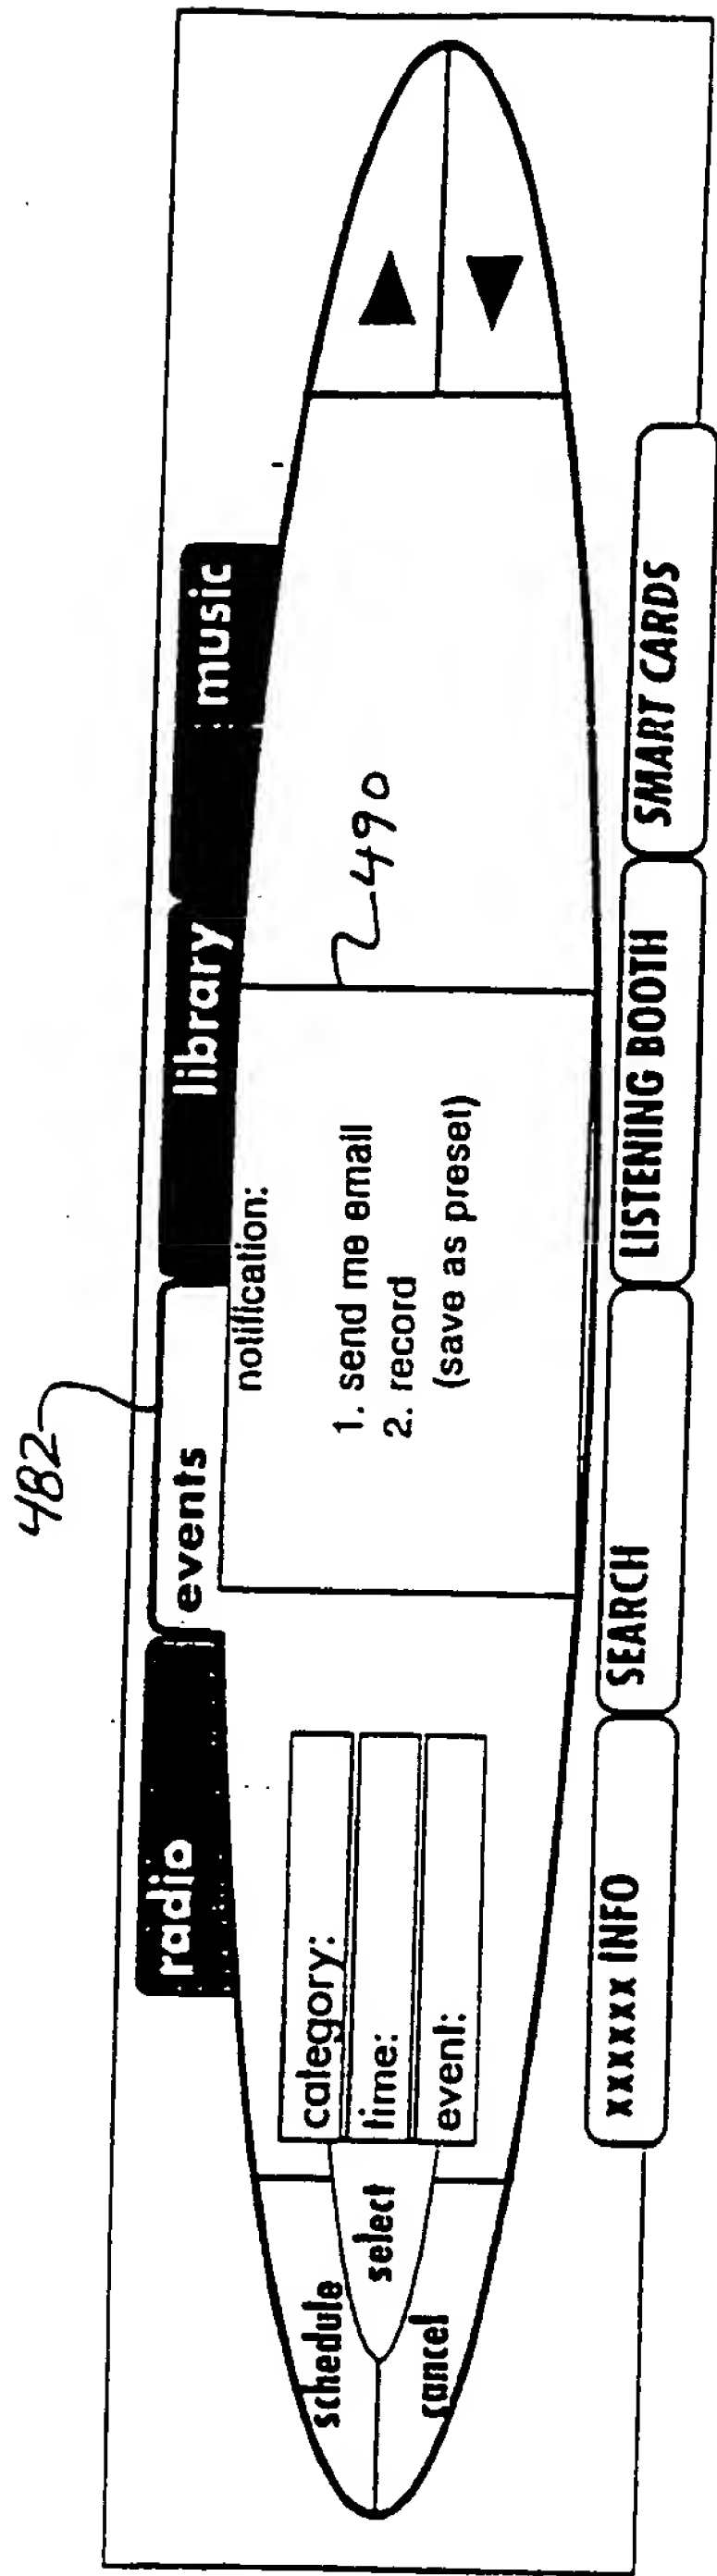 482
radio
events
library
music
schedule
select
cancel
category:
time:
event:
notification:
1. send me email
2. record
(save as preset)
490
xxxxxx INFO
SEARCH
LISTENING BOOTH
SMART CARDS